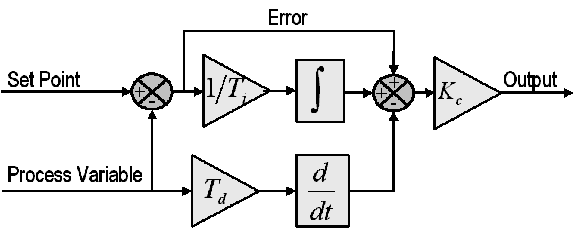 Error
Set Point
+
-
1/T_i
∫
+
+
-
K_c
Output
Process Variable
T_d
d
dt